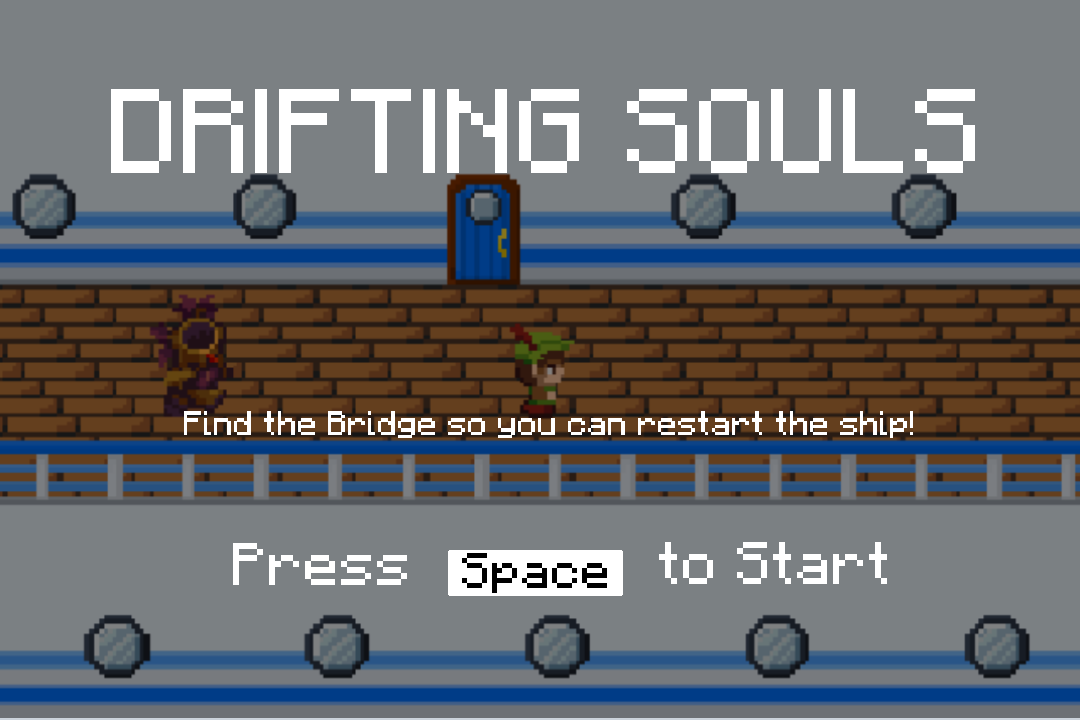 DRIFTING SOULS
Find the Bridge so you can restart the ship!
Press Space to Start